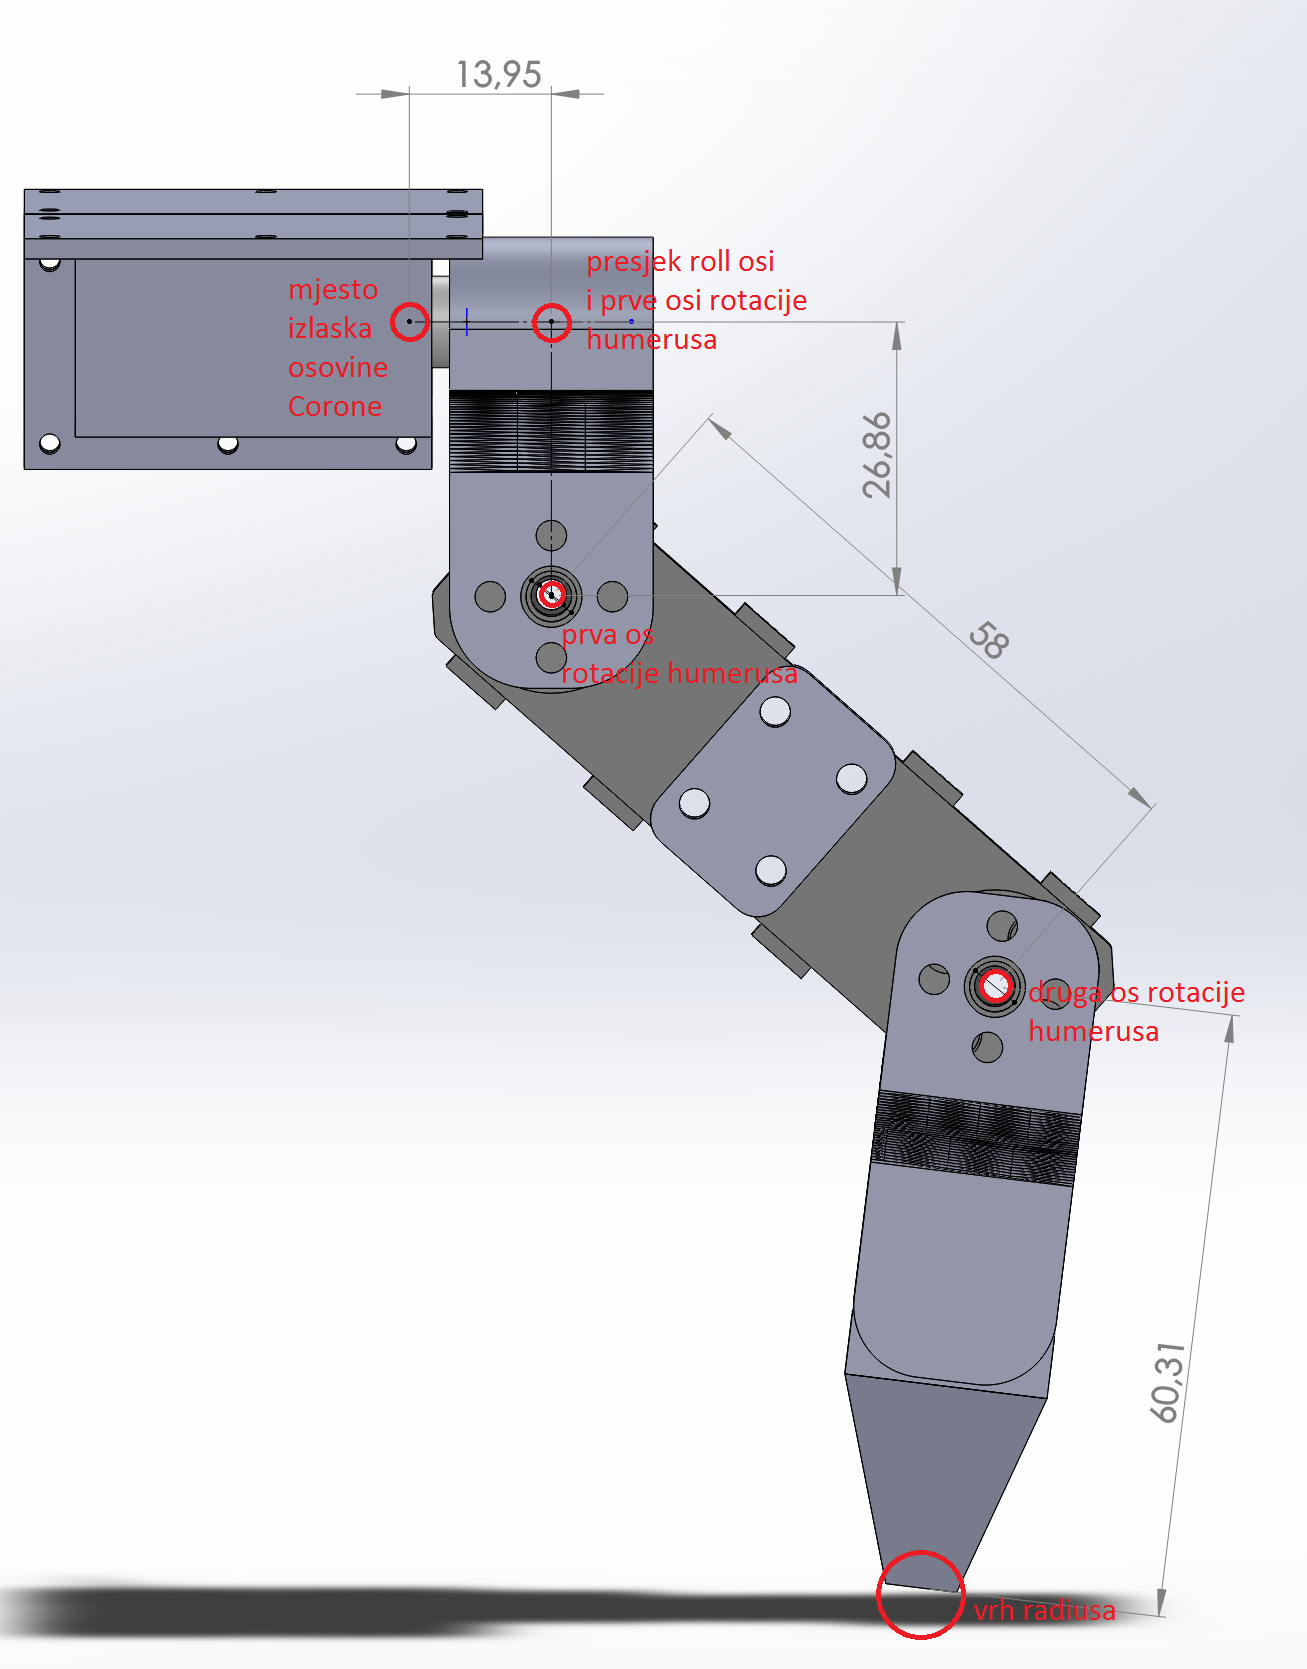 13,95
mjesto
izlaska
osovine
Corone
presjek roll osi
i prve osi rotacije
humerusa
26,86
58
prva os
rotacije humerusa
druga os rotacije
humerusa
60,31
vrh radiusa